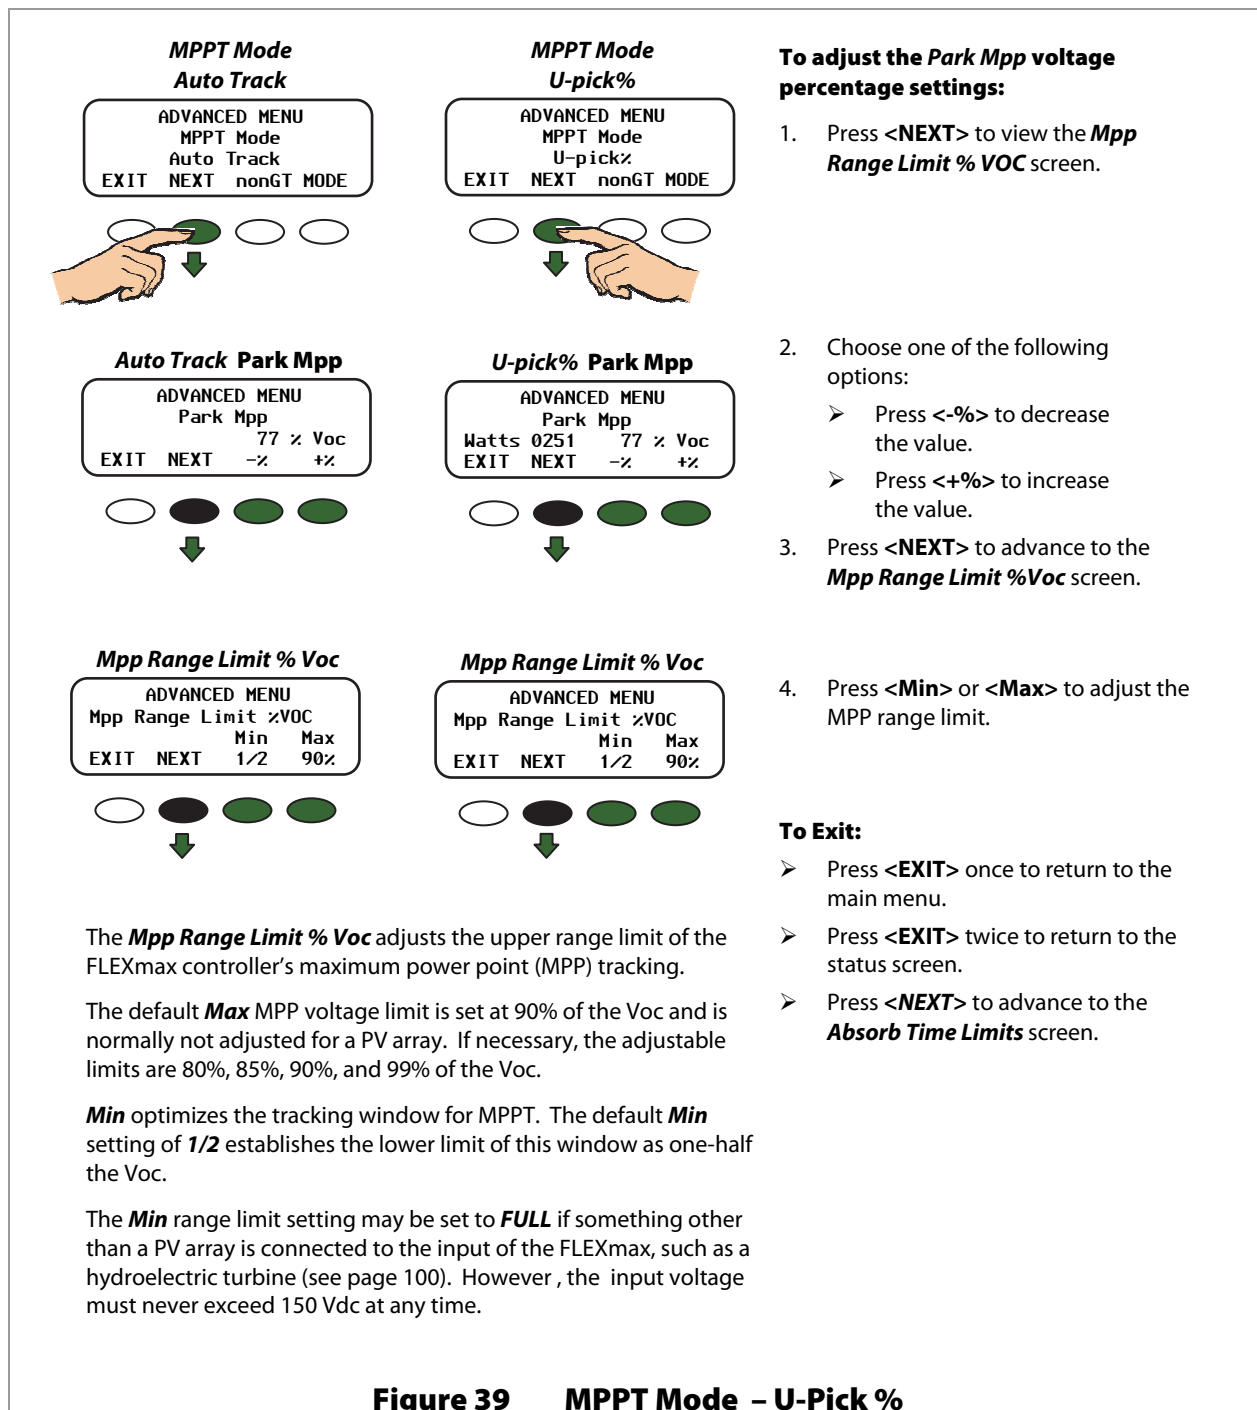 MPPT Mode
Auto Track
ADVANCED MENU
MPPT Mode
Auto Track
EXIT NEXT nonGT MODE
MPPT Mode
U-pick%
ADVANCED MENU
MPPT Mode
U-pick%
EXIT NEXT nonGT MODE
To adjust the Park Mpp voltage
percentage settings:
1. Press <NEXT> to view the Mpp
Range Limit % VOC screen.
Auto Track Park Mpp
ADVANCED MENU
Park Mpp
77 % Voc
EXIT NEXT -% +%
U-pick% Park Mpp
ADVANCED MENU
Park Mpp
Watts 0251 77 % Voc
EXIT NEXT -% +%
2. Choose one of the following
options:
➢ Press <-%> to decrease
the value.
➢ Press <+%> to increase
the value.
3. Press <NEXT> to advance to the
Mpp Range Limit %Voc screen.
Mpp Range Limit % Voc
ADVANCED MENU
Mpp Range Limit %VOC
Min Max
EXIT NEXT 1/2 90%
Mpp Range Limit % Voc
ADVANCED MENU
Mpp Range Limit %VOC
Min Max
EXIT NEXT 1/2 90%
4. Press <Min> or <Max> to adjust the
MPP range limit.
To Exit:
➢ Press <EXIT> once to return to the
main menu.
➢ Press <EXIT> twice to return to the
status screen.
➢ Press <NEXT> to advance to the
Absorb Time Limits screen.
The Mpp Range Limit % Voc adjusts the upper range limit of the
FLEXmax controller's maximum power point (MPP) tracking.
The default Max MPP voltage limit is set at 90% of the Voc and is
normally not adjusted for a PV array. If necessary, the adjustable
limits are 80%, 85%, 90%, and 99% of the Voc.
Min optimizes the tracking window for MPPT. The default Min
setting of 1/2 establishes the lower limit of this window as one-half
the Voc.
The Min range limit setting may be set to FULL if something other
than a PV array is connected to the input of the FLEXmax, such as a
hydroelectric turbine (see page 100). However , the input voltage
must never exceed 150 Vdc at any time.
Figure 39 MPPT Mode – U-Pick %